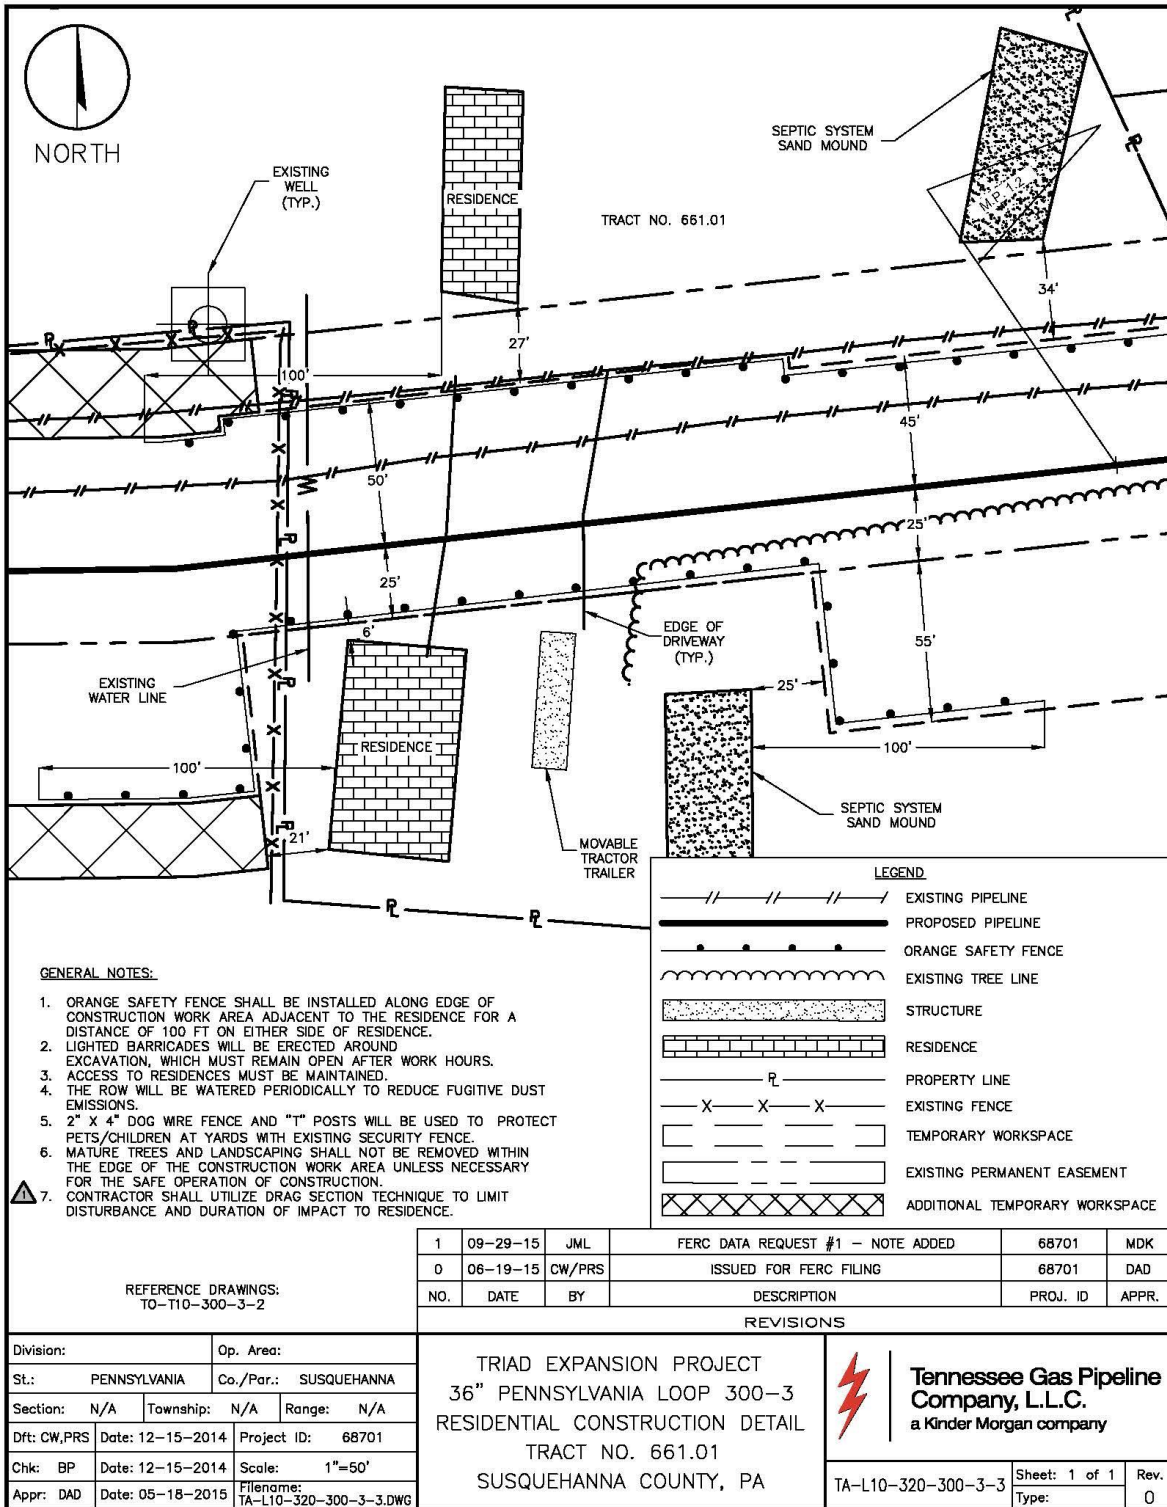 NORTH
EXISTING
WELL
(TYP.)
RESIDENCE
TRACT NO. 661.01
SEPTIC SYSTEM
SAND MOUND
M.P. 12
PL
PL
34'
27'
100'
PL
X X X X
PL
45'
50'
W
25'
25'
PL
6'
EDGE OF
DRIVEWAY
(TYP.)
55'
EXISTING
WATER LINE
PL
25'
RESIDENCE
100'
100'
21'
PL
MOVABLE
TRACTOR
TRAILER
SEPTIC SYSTEM
SAND MOUND
PL
PL
LEGEND
EXISTING PIPELINE
PROPOSED PIPELINE
ORANGE SAFETY FENCE
EXISTING TREE LINE
STRUCTURE
RESIDENCE
PL PROPERTY LINE
X X X EXISTING FENCE
TEMPORARY WORKSPACE
EXISTING PERMANENT EASEMENT
ADDITIONAL TEMPORARY WORKSPACE
GENERAL NOTES:
1. ORANGE SAFETY FENCE SHALL BE INSTALLED ALONG EDGE OF
CONSTRUCTION WORK AREA ADJACENT TO THE RESIDENCE FOR A
DISTANCE OF 100 FT ON EITHER SIDE OF RESIDENCE.
2. LIGHTED BARRICADES WILL BE ERECTED AROUND
EXCAVATION, WHICH MUST REMAIN OPEN AFTER WORK HOURS.
3. ACCESS TO RESIDENCES MUST BE MAINTAINED.
4. THE ROW WILL BE WATERED PERIODICALLY TO REDUCE FUGITIVE DUST
EMISSIONS.
5. 2" X 4" DOG WIRE FENCE AND "T" POSTS WILL BE USED TO PROTECT
PETS/CHILDREN AT YARDS WITH EXISTING SECURITY FENCE.
6. MATURE TREES AND LANDSCAPING SHALL NOT BE REMOVED WITHIN
THE EDGE OF THE CONSTRUCTION WORK AREA UNLESS NECESSARY
FOR THE SAFE OPERATION OF CONSTRUCTION.
1 7. CONTRACTOR SHALL UTILIZE DRAG SECTION TECHNIQUE TO LIMIT
DISTURBANCE AND DURATION OF IMPACT TO RESIDENCE.
REFERENCE DRAWINGS:
TO-T10-300-3-2
1 09-29-15 JML FERC DATA REQUEST #1 - NOTE ADDED 68701 MDK
0 06-19-15 CW/PRS ISSUED FOR FERC FILING 68701 DAD
NO. DATE BY DESCRIPTION PROJ. ID APPR.
REVISIONS
Division: Op. Area:
St.: PENNSYLVANIA Co./Par.: SUSQUEHANNA
Section: N/A Township: N/A Range: N/A
Dft: CW,PRS Date: 12-15-2014 Project ID: 68701
Chk: BP Date: 12-15-2014 Scale: 1"=50'
Appr: DAD Date: 05-18-2015 Filename: TA-L10-320-300-3-3.DWG
TRIAD EXPANSION PROJECT
36" PENNSYLVANIA LOOP 300-3
RESIDENTIAL CONSTRUCTION DETAIL
TRACT NO. 661.01
SUSQUEHANNA COUNTY, PA
Tennessee Gas Pipeline
Company, L.L.C.
a Kinder Morgan company
TA-L10-320-300-3-3
Sheet: 1 of 1
Type:
Rev.
0